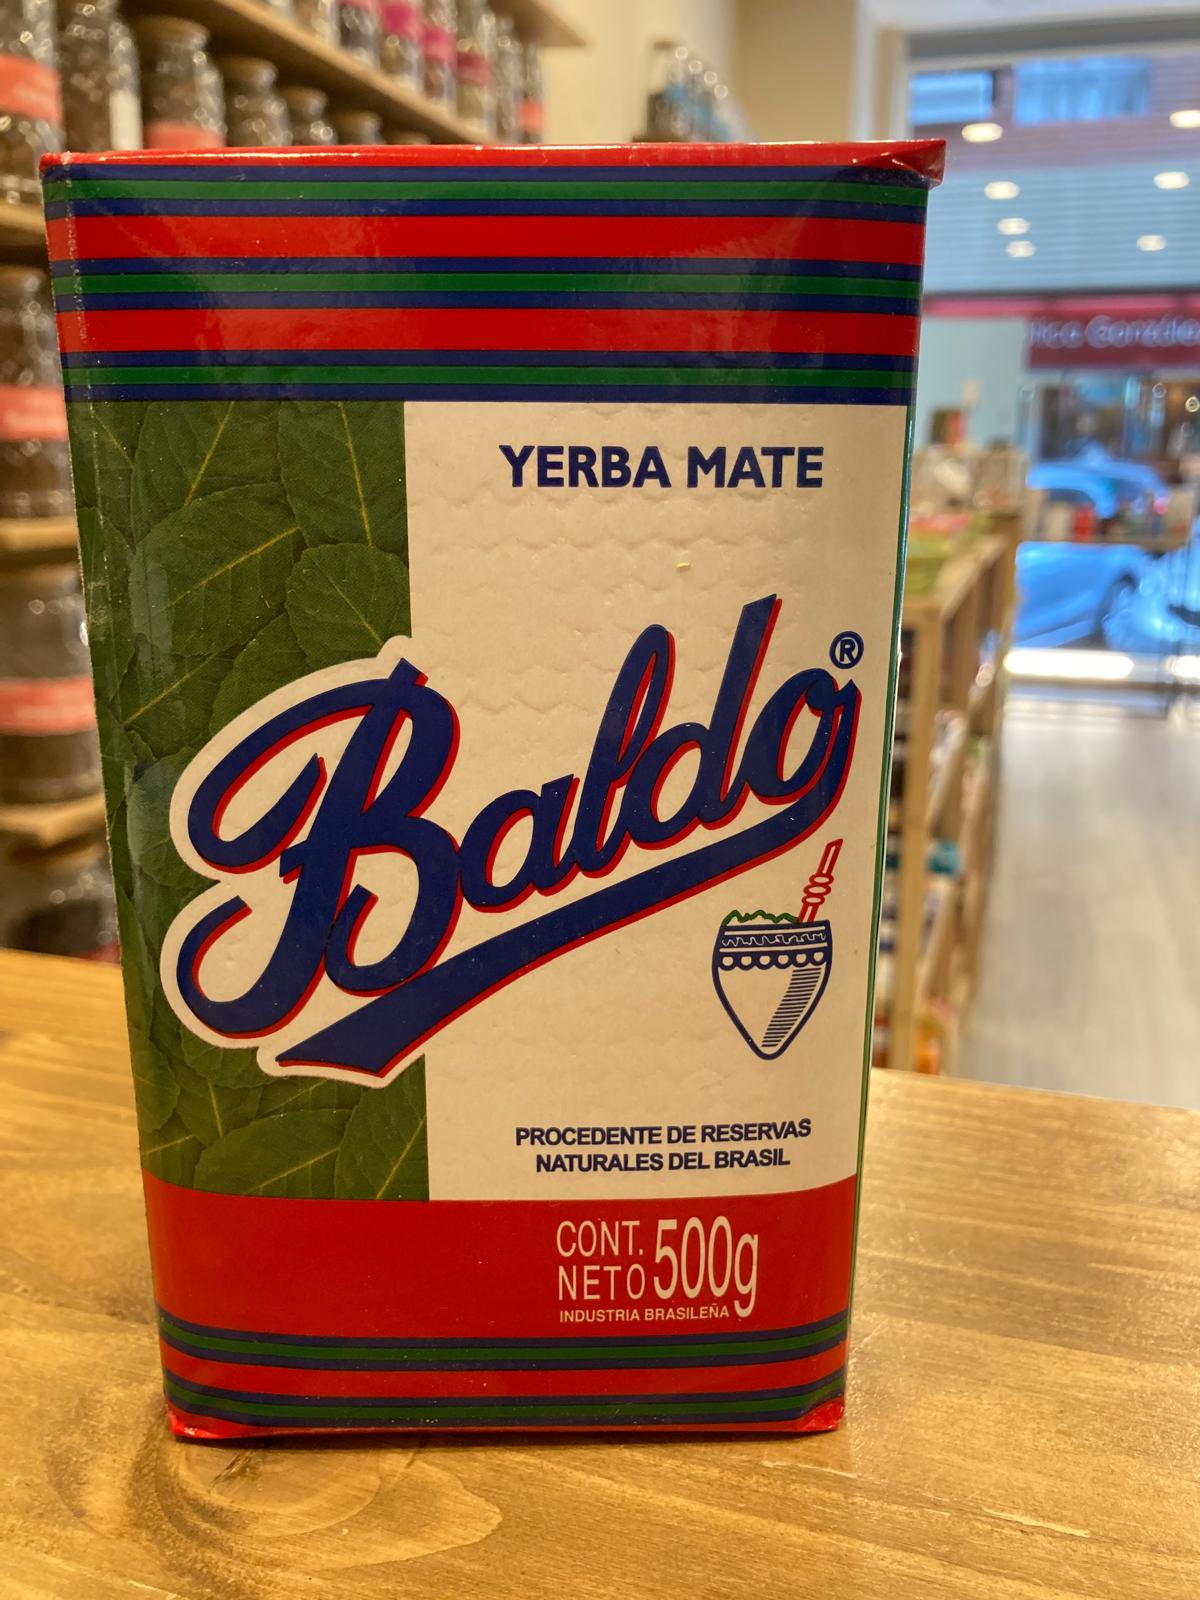 YERBA MATE
Baldo®
PROCEDENTE DE RESERVAS
NATURALES DEL BRASIL
CONT.
NETO 500g
INDUSTRIA BRASILEÑA